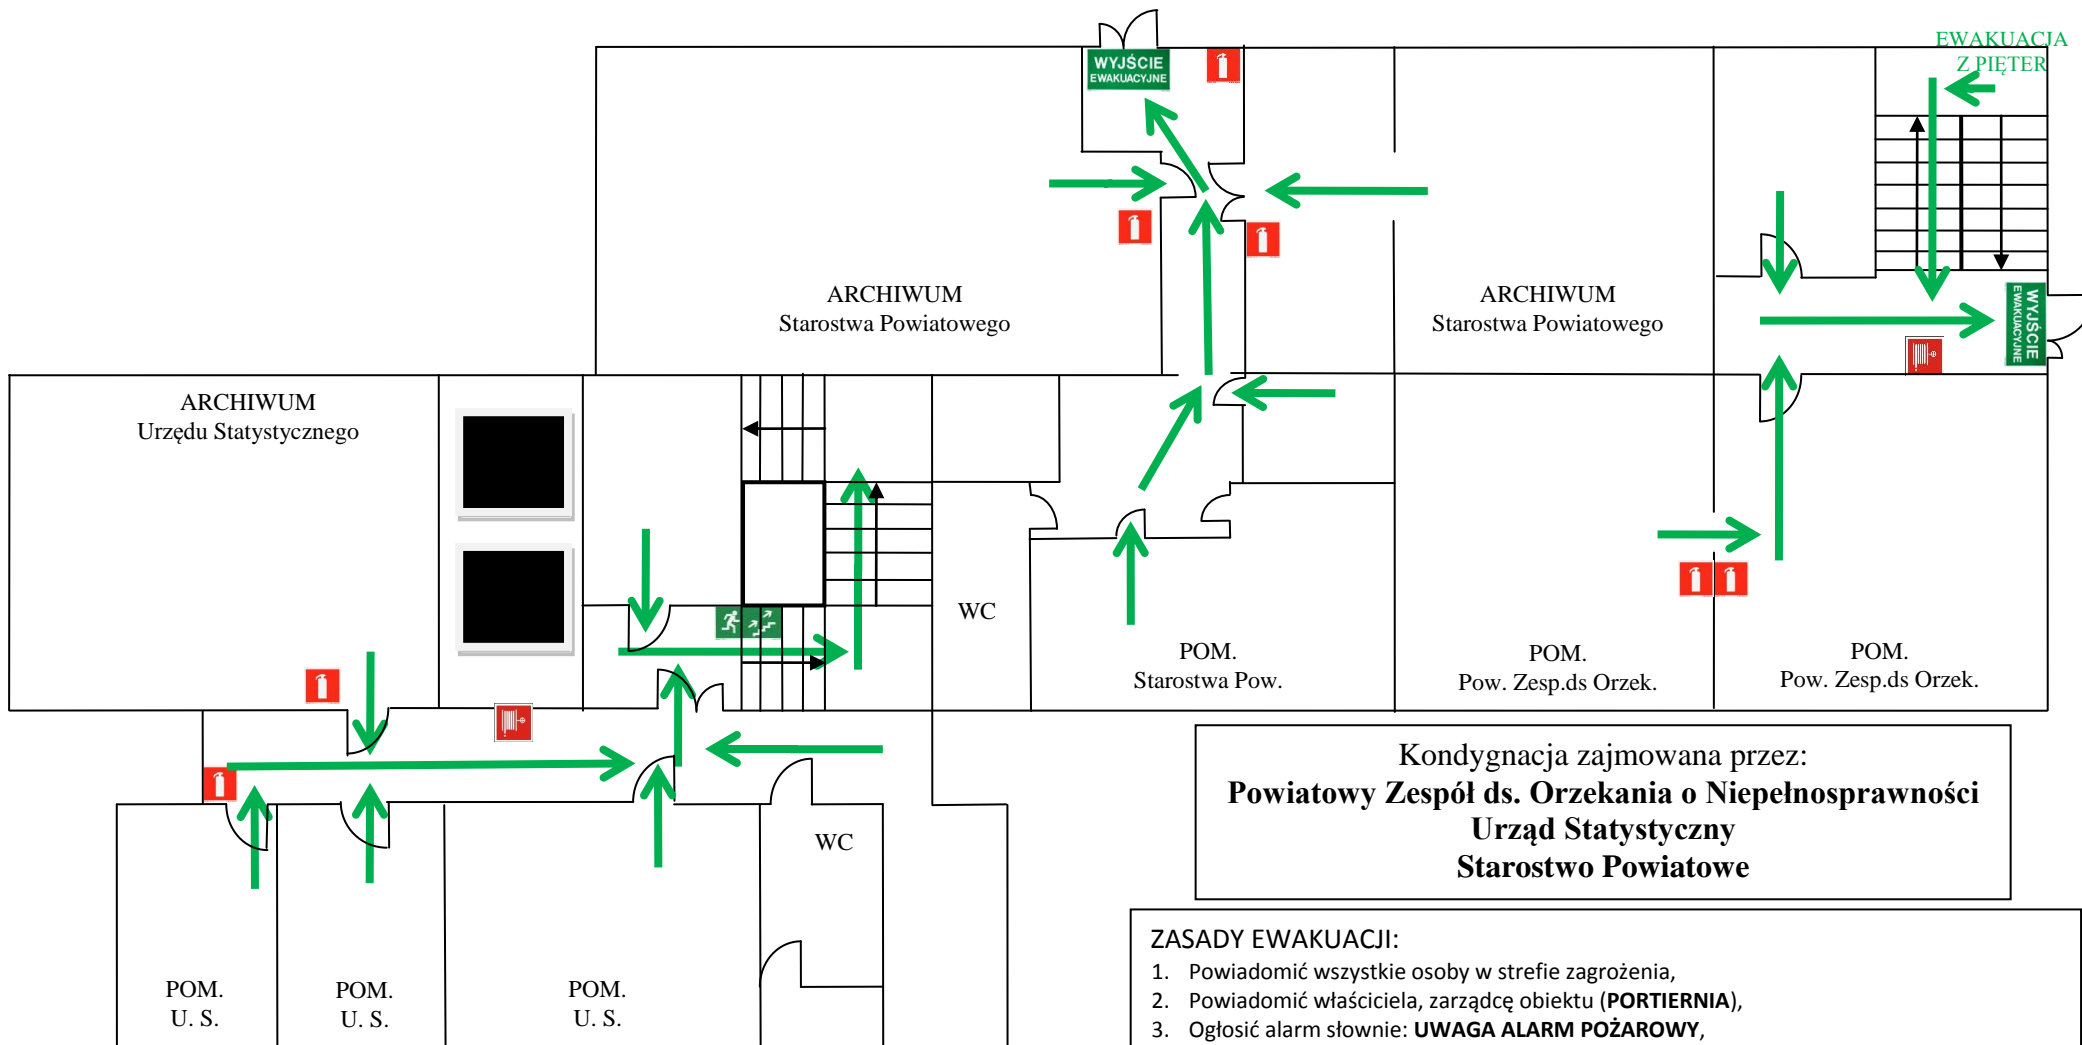 EWAKUACJA
Z PIĘTER
WYJŚCIE
EWAKUACYJNE
ARCHIWUM
Starostwa Powiatowego
ARCHIWUM
Starostwa Powiatowego
WYJŚCIE
EWAKUACYJNE
ARCHIWUM
Urzędu Statystycznego
WC
POM.
Starostwa Pow.
POM.
Pow. Zesp.ds Orzek.
POM.
Pow. Zesp.ds Orzek.
WC
POM.
U. S.
POM.
U. S.
POM.
U. S.
Kondygnacja zajmowana przez:
Powiatowy Zespół ds. Orzekania o Niepełnosprawności
Urząd Statystyczny
Starostwo Powiatowe
ZASADY EWAKUACJI:
1. Powiadomić wszystkie osoby w strefie zagrożenia,
2. Powiadomić właściciela, zarządcę obiektu (PORTIERNIA),
3. Ogłosić alarm słownie: UWAGA ALARM POŻAROWY,